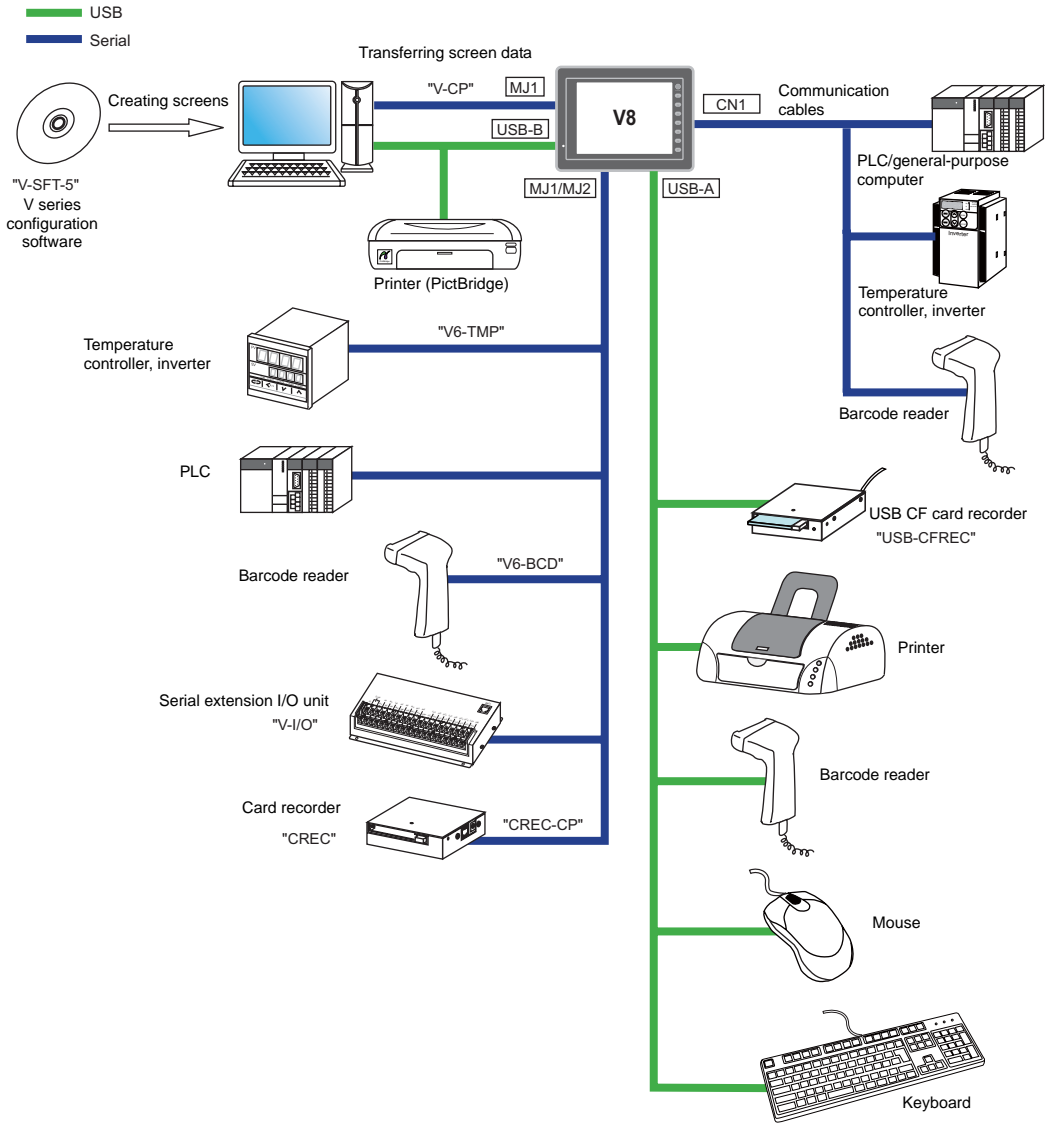 USB
Serial
Transferring screen data
"V-CP"
MJ1
Creating screens
USB-B
V8
CN1
Communication
cables
PLC/general-purpose
computer
"V-SFT-5"
V series
configuration
software
MJ1/MJ2
USB-A
Printer (PictBridge)
Inverter
Temperature
controller, inverter
Temperature
controller, inverter
"V6-TMP"
Barcode reader
PLC
USB CF card recorder
"USB-CFREC"
Barcode reader
"V6-BCD"
Printer
Serial extension I/O unit
"V-I/O"
Barcode reader
Card recorder
"CREC"
"CREC-CP"
Mouse
Keyboard